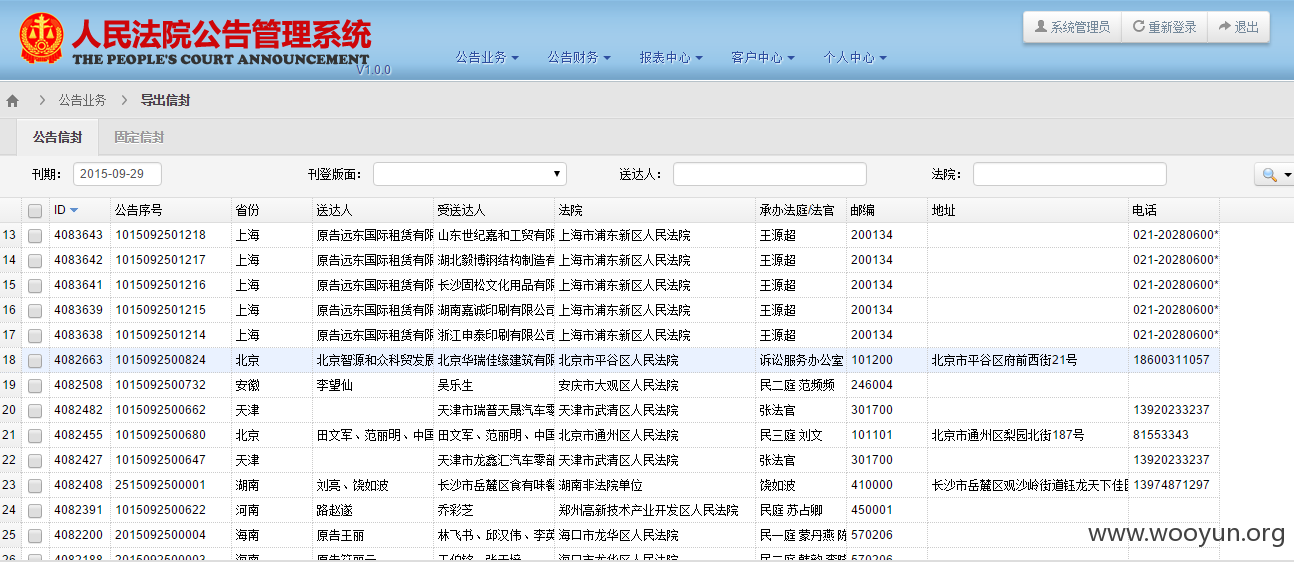 人民法院公告管理系统
THE PEOPLE'S COURT ANNOUNCEMENT
V1.0.0
公告业务 公告财务 报表中心 客户中心 个人中心
系统管理员 重新登录 退出
公告业务 导出信封
公告信封 固定信封
刊期： 2015-09-29 刊登版面： 送达人： 法院：
ID 公告序号 省份 送达人 受送达人 法院 承办法庭/法官 邮编 地址 电话
13 4083643 1015092501218 上海 原告远东国际租赁有限 山东世纪嘉和工贸有限 上海市浦东新区人民法院 王源超 200134 021-20280600*
14 4083642 1015092501217 上海 原告远东国际租赁有限 湖北毅博钢结构制造有 上海市浦东新区人民法院 王源超 200134 021-20280600*
15 4083641 1015092501216 上海 原告远东国际租赁有限 长沙固松文化用品有限 上海市浦东新区人民法院 王源超 200134 021-20280600*
16 4083639 1015092501215 上海 原告远东国际租赁有限 湖南嘉诚印刷有限公司 上海市浦东新区人民法院 王源超 200134 021-20280600*
17 4083638 1015092501214 上海 原告远东国际租赁有限 浙江申泰印刷有限公司 上海市浦东新区人民法院 王源超 200134 021-20280600*
18 4082663 1015092500824 北京 北京智源和众科贸发展 北京华瑞佳缘建筑有限 北京市平谷区人民法院 诉讼服务办公室 101200 北京市平谷区府前西街21号 18600311057
19 4082508 1015092500732 安徽 李望仙 吴乐生 安庆市大观区人民法院 民二庭 范频频 246004
20 4082482 1015092500662 天津 天津市瑞普天晟汽车零 天津市武清区人民法院 张法官 301700 13920233237
21 4082455 1015092500680 北京 田文军、范丽明、中国 田文军、范丽明、中国 北京市通州区人民法院 民三庭 刘文 101101 北京市通州区梨园北街187号 81553343
22 4082427 1015092500647 天津 天津市龙鑫汇汽车零部 天津市武清区人民法院 张法官 301700 13920233237
23 4082408 2515092500001 湖南 刘亮、饶如波 长沙市岳麓区食有味餐 湖南非法院单位 饶如波 410000 长沙市岳麓区观沙岭街道钰龙天下佳园 13974871297
24 4082391 1015092500622 河南 路赵遂 乔彩芝 郑州高新技术产业开发区人民法院 民庭 苏占卿 450001
25 4082200 2015092500004 海南 原告王丽 林飞书、邱汉伟、李英 海口市龙华区人民法院 民一庭 蒙丹燕 陈 570206
26 4082188 2015092500003 海南 海口市龙华区人民法院 570206
www.wooyun.org